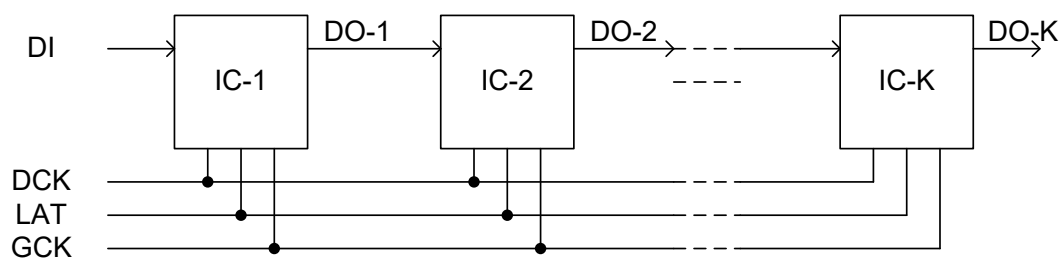 DI
IC-1
DO-1
IC-2
DO-2
IC-K
DO-K
DCK
LAT
GCK